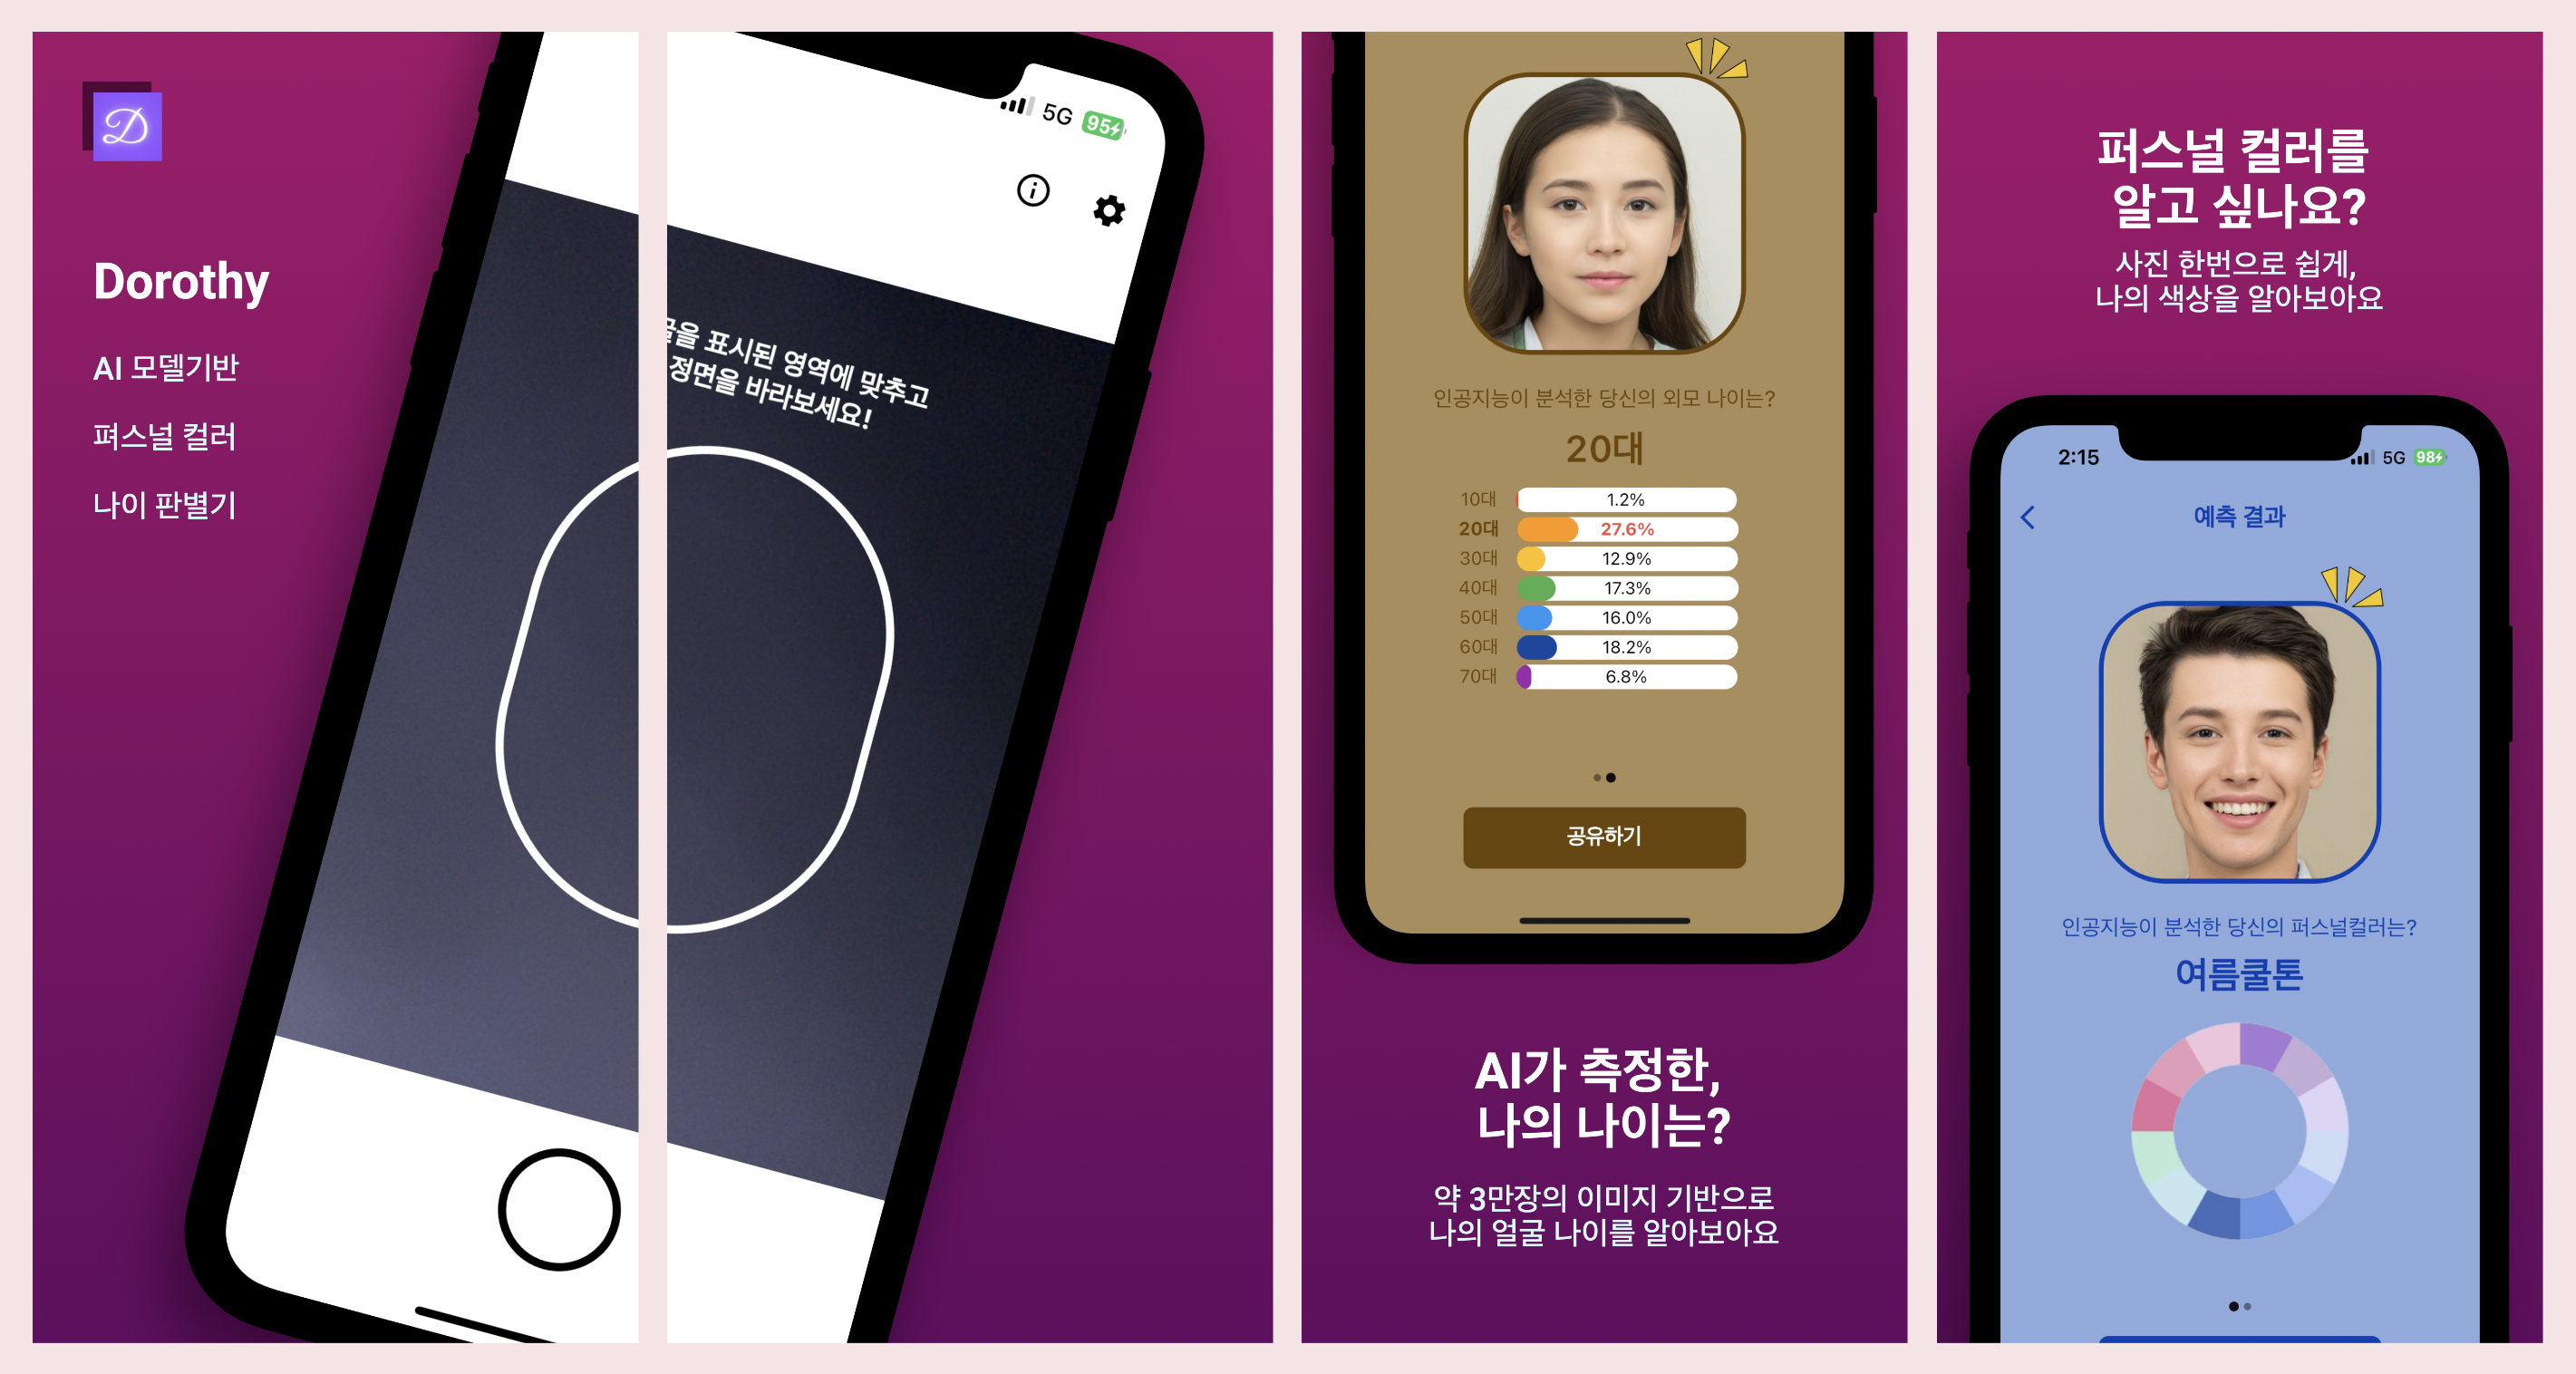 D
Dorothy
AI 모델기반
펴스널 컬러
나이 판별기
5G 95
글을 표시된 영역에 맞추고
정면을 바라보세요!
인공지능이 분석한 당신의 외모 나이는?
20대
10대 1.2%
20대 27.6%
30대 12.9%
40대 17.3%
50대 16.0%
60대 18.2%
70대 6.8%
공유하기
AI가 측정한,
나의 나이는?
약 3만장의 이미지 기반으로
나의 얼굴 나이를 알아보아요
퍼스널 컬러를
알고 싶나요?
사진 한번으로 쉽게,
나의 색상을 알아보아요
2:15 5G 98
예측 결과
인공지능이 분석한 당신의 퍼스널컬러는?
여름쿨톤